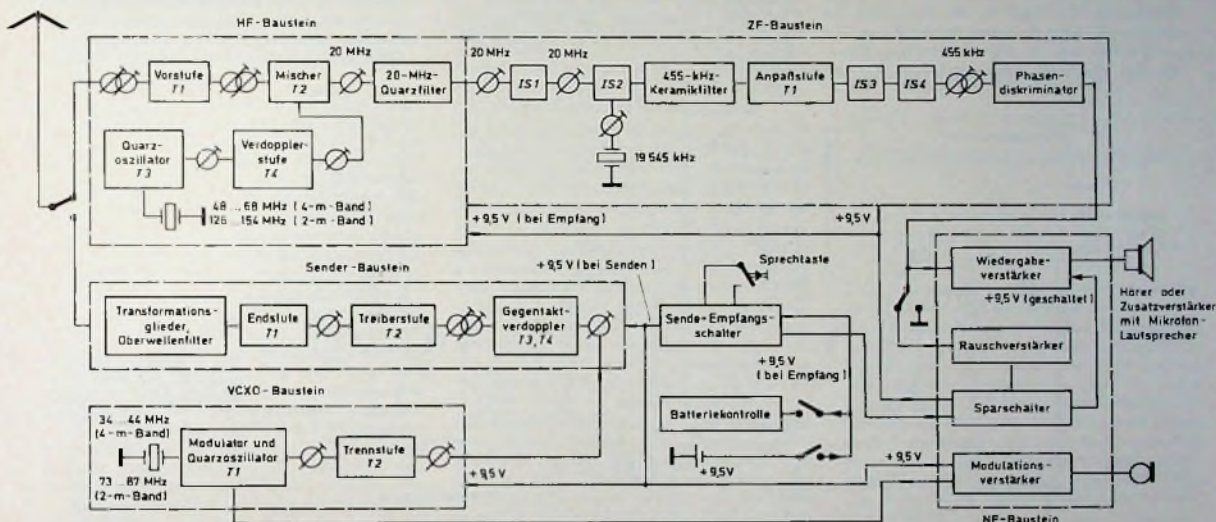 HF-Baustein
ZF-Baustein
20 MHz
20 MHz
20 MHz
455 kHz
Vorstufe
T1
Mischer
T2
20-MHz-
Quarzfilter
IS1
IS2
455-kHz-
Keramikfilter
Anpaßstufe
T1
IS3
IS4
Phasen-
diskriminator
Quarz-
oszillator
T3
Verdoppler-
stufe
T4
19 545 kHz
48 ... 68 MHz (4-m-Band)
126 ... 154 MHz (2-m-Band)
+9,5 V (bei Empfang)
+9,5 V
Sender-Baustein
+9,5 V (bei Senden)
Sprechtaste
Transformations-
glieder,
Oberwellenfilter
Endstufe
T1
Treiberstufe
T2
Gegentakt-
verdoppler
T3,T4
Sende-Empfangs-
schalter
Wiedergabe-
verstärker
+9,5 V (geschaltet)
Hörer oder
Zusatzverstärker
mit Mikrofon-
Lautsprecher
Rauschverstärker
+9,5 V
(bei Empfang)
Batteriekontrolle
Sparschalter
+9,5V
VCXO-Baustein
34 ... 44 MHz
(4-m-Band)
73 ... 87 MHz
(2-m-Band)
Modulator und
Quarzoszillator
T1
Trennstufe
T2
+9,5V
+9,5 V
Modulations-
verstärker
NF-Baustein